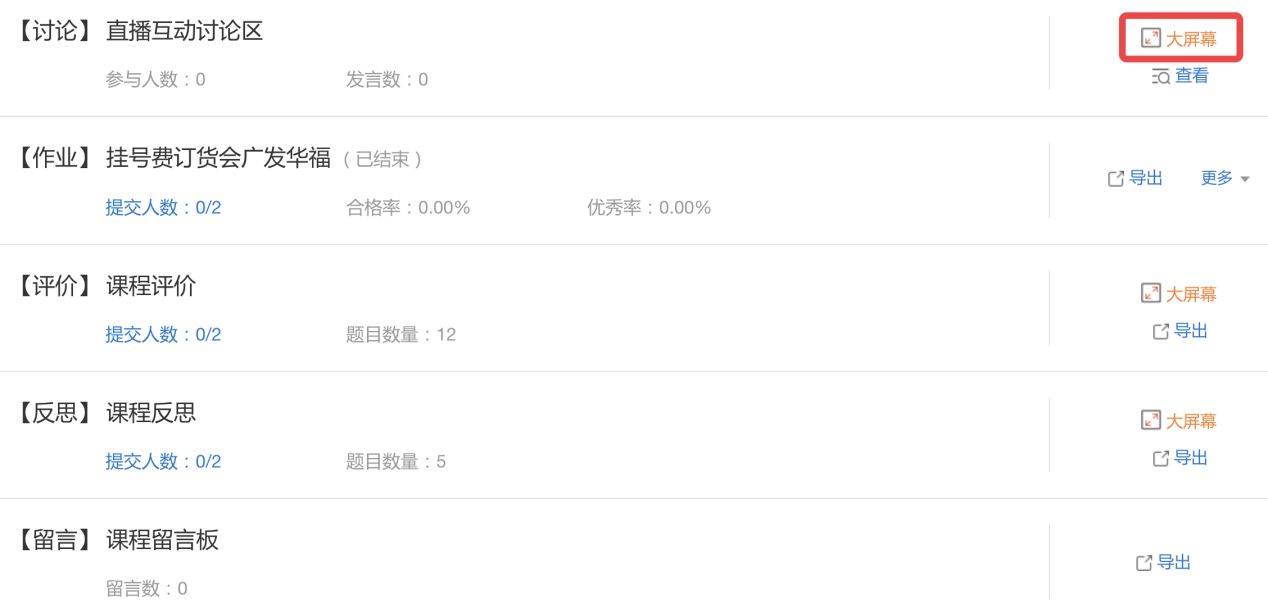 【讨论】 直播互动讨论区
大屏幕
参与人数：0 发言数：0
查看
【作业】 挂号费订货会广发华福 （已结束）
导出 更多
提交人数：0/2 合格率：0.00% 优秀率：0.00%
【评价】 课程评价
大屏幕
提交人数：0/2 题目数量：12
导出
【反思】 课程反思
大屏幕
提交人数：0/2 题目数量：5
导出
【留言】 课程留言板
导出
留言数：0